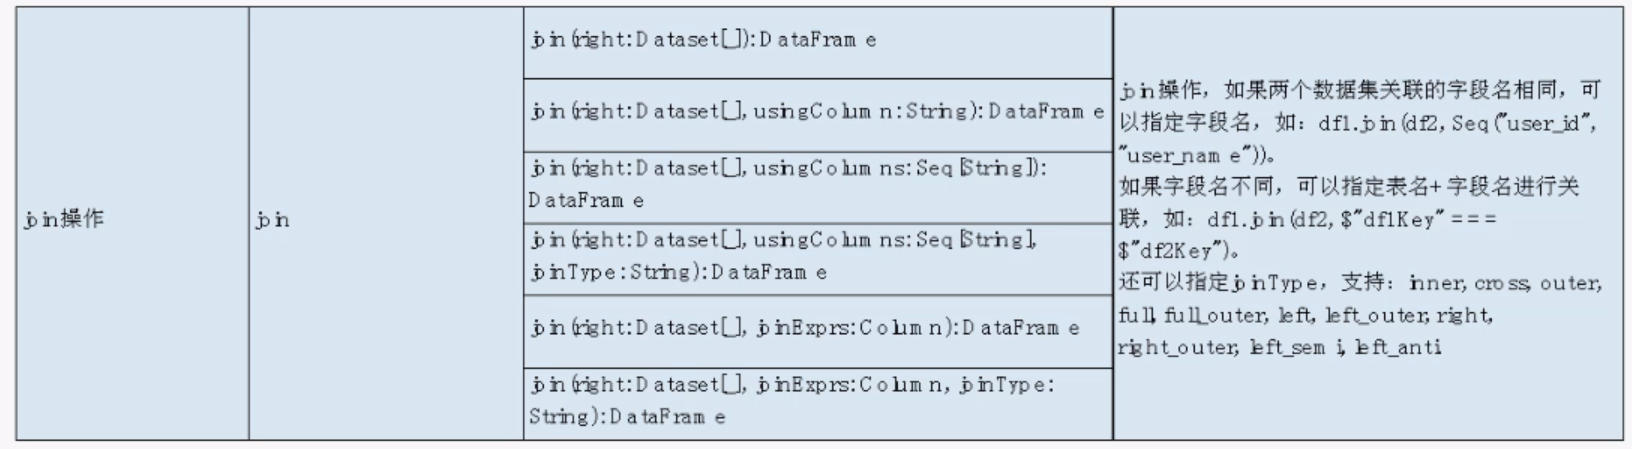 join操作
join
join(right:Dataset[_]):DataFrame
join(right:Dataset[_], usingColumn:String):DataFrame
join(right:Dataset[_], usingColumns:Seq[String]):
DataFrame
join(right:Dataset[_], usingColumns:Seq[String],
joinType:String):DataFrame
join(right:Dataset[_], joinExprs:Column):DataFrame
join(right:Dataset[_], joinExprs:Column, joinType:
String):DataFrame
join操作，如果两个数据集关联的字段名相同，可
以指定字段名，如：df1.join(df2, Seq("user_id",
"user_name"))。
如果字段名不同，可以指定表名+字段名进行关
联，如：df1.join(df2, $"df1Key" ===
$"df2Key")。
还可以指定joinType，支持：inner, cross, outer,
full, full_outer, left, left_outer, right,
right_outer, left_semi, left_anti